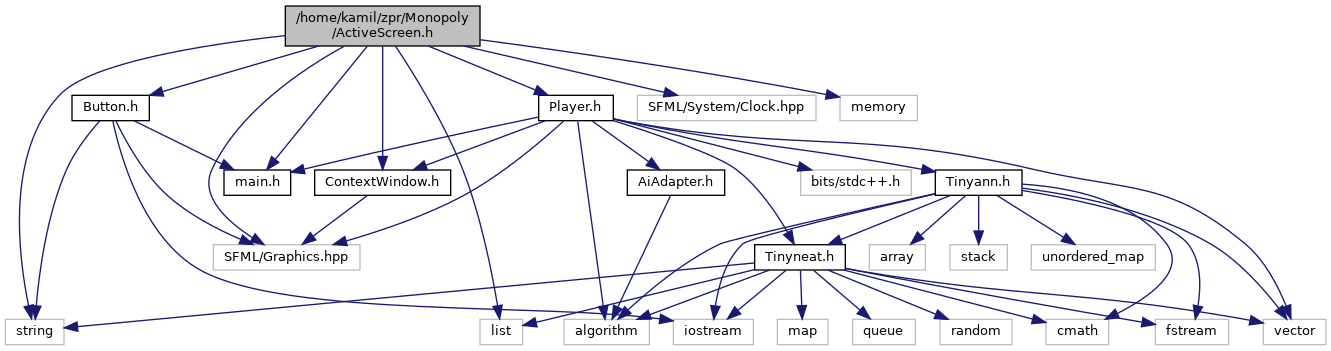 /home/kamil/zpr/Monopoly
/ActiveScreen.h
Button.h
Player.h
SFML/System/Clock.hpp
memory
main.h
ContextWindow.h
AiAdapter.h
bits/stdc++.h
Tinyann.h
SFML/Graphics.hpp
Tinyneat.h
array
stack
unordered_map
string
list
algorithm
iostream
map
queue
random
cmath
fstream
vector